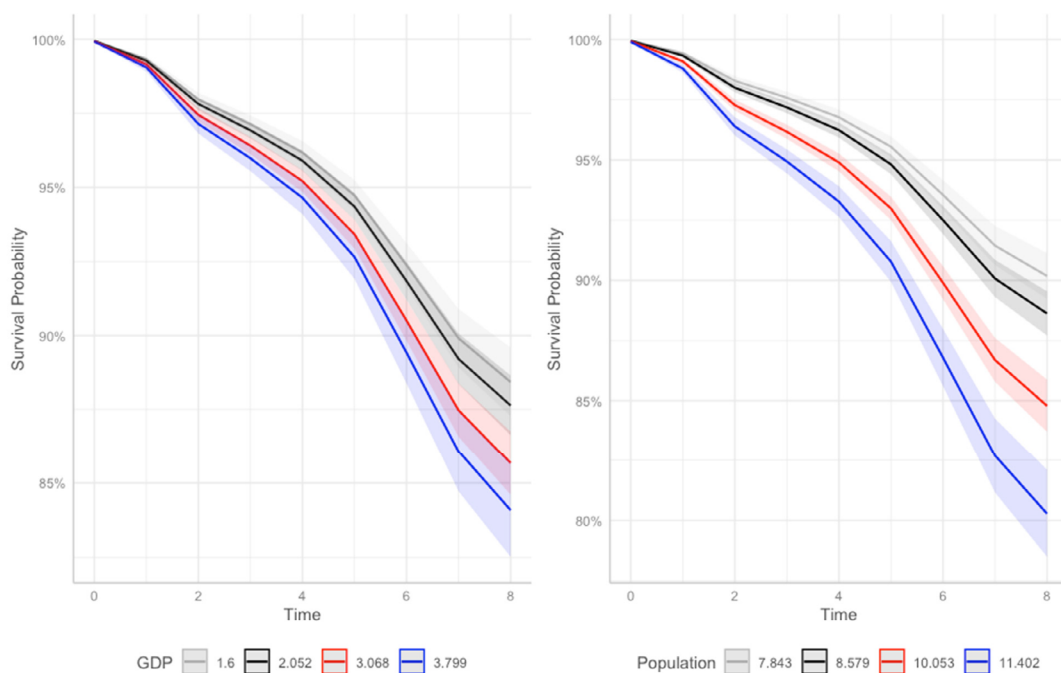 100%
95%
90%
85%
Survival Probability
0 2 4 6 8
Time
GDP 1.6 2.052 3.068 3.799
100%
95%
90%
85%
80%
Survival Probability
0 2 4 6 8
Time
Population 7.843 8.579 10.053 11.402